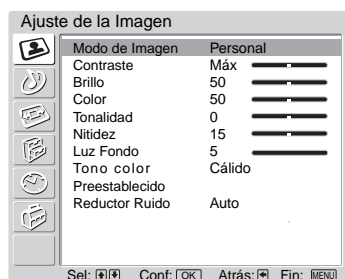 Ajuste de la Imagen
Modo de Imagen Personal
Contraste Máx
Brillo 50
Color 50
Tonalidad 0
Nitidez 15
Luz Fondo 5
Tono color Cálido
Preestablecido
Reductor Ruido Auto
Sel: Conf: OK Atrás: Fin: MENU